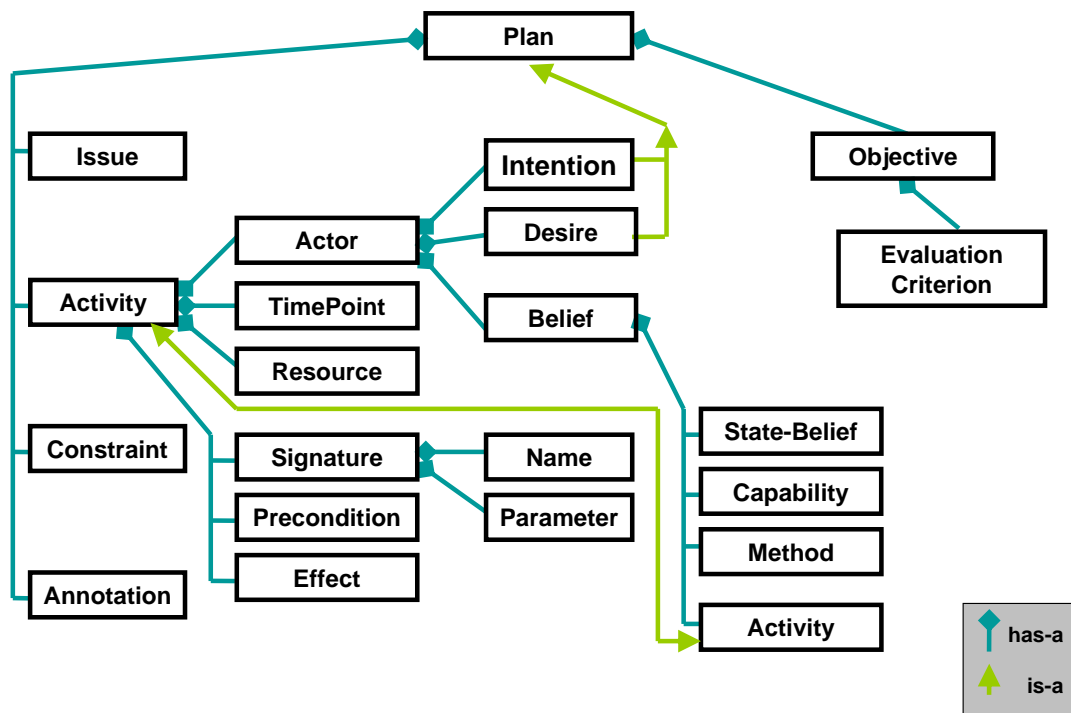 Plan
Issue
Intention
Objective
Actor
Desire
Evaluation
Criterion
Activity
TimePoint
Belief
Resource
State-Belief
Constraint
Signature
Name
Capability
Precondition
Parameter
Method
Effect
Annotation
Activity
has-a
is-a